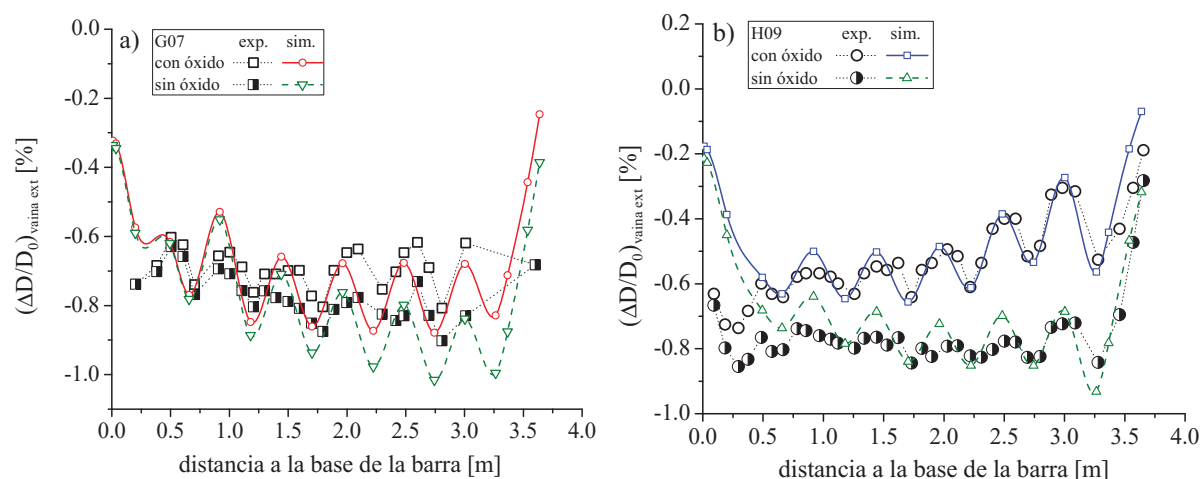 a)
G07 exp. sim.
con óxido
sin óxido
0.0
-0.2
-0.4
-0.6
-0.8
-1.0
(ΔD/D₀)vaina ext [%]
0.0 0.5 1.0 1.5 2.0 2.5 3.0 3.5 4.0
distancia a la base de la barra [m]
b)
H09 exp. sim.
con óxido
sin óxido
0.4
0.2
0.0
-0.2
-0.4
-0.6
-0.8
-1.0
(ΔD/D₀)vaina ext [%]
0.0 0.5 1.0 1.5 2.0 2.5 3.0 3.5 4.0
distancia a la base de la barra [m]